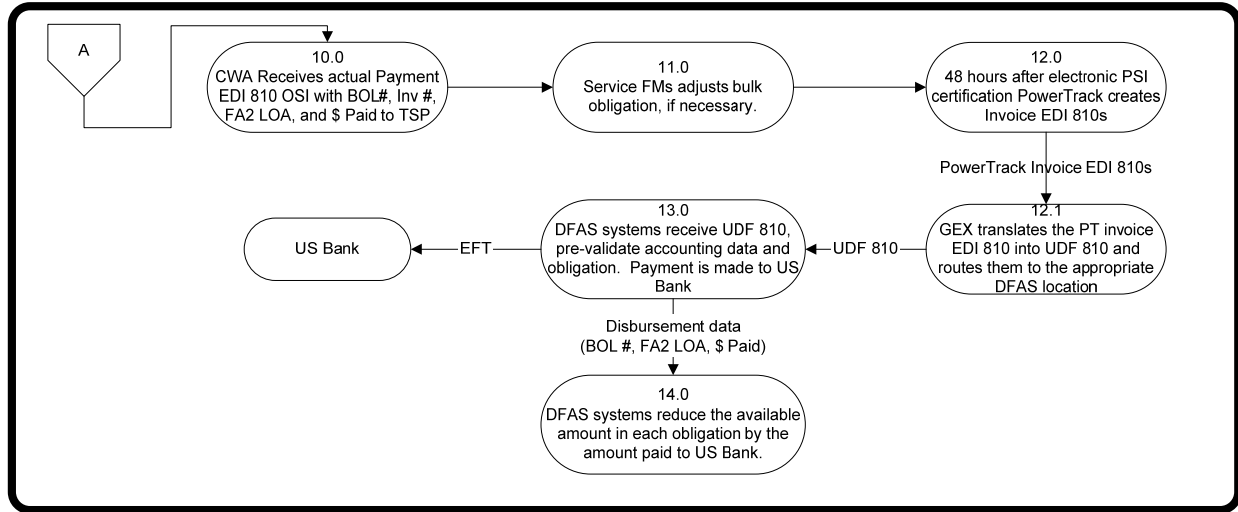 A
10.0
CWA Receives actual Payment
EDI 810 OSI with BOL#, Inv #,
FA2 LOA, and $ Paid to TSP
11.0
Service FMs adjusts bulk
obligation, if necessary.
12.0
48 hours after electronic PSI
certification PowerTrack creates
Invoice EDI 810s
PowerTrack Invoice EDI 810s
12.1
GEX translates the PT invoice
EDI 810 into UDF 810 and
routes them to the appropriate
DFAS location
UDF 810
13.0
DFAS systems receive UDF 810,
pre-validate accounting data and
obligation. Payment is made to US
Bank
EFT
US Bank
Disbursement data
(BOL #, FA2 LOA, $ Paid)
14.0
DFAS systems reduce the available
amount in each obligation by the
amount paid to US Bank.